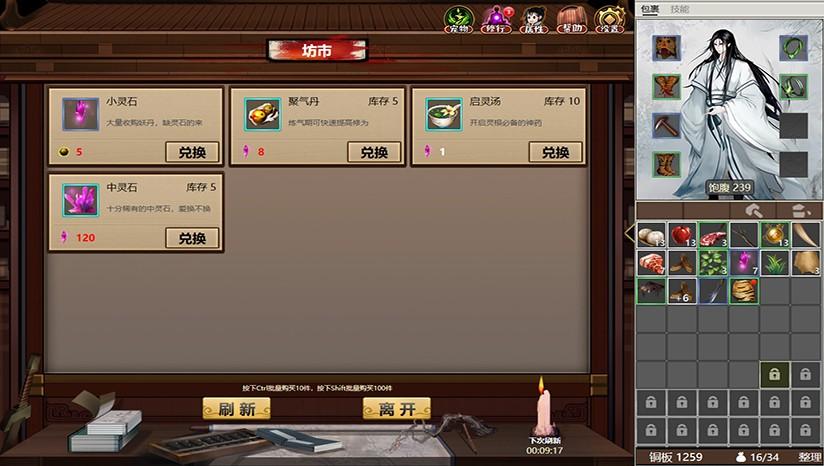 宠物
修行
属性
帮助
设置
包裹
技能
坊市
小灵石
大量收购妖丹，缺灵石的来
5
兑换
聚气丹
库存 5
炼气期可快速提高修为
8
兑换
启灵汤
库存 10
开启灵根必备的神药
1
兑换
中灵石
库存 5
十分稀有的中灵石，爱换不换
120
兑换
饱腹 239
13
13
3
13
3
7
3
+6
按下Ctrl批量购买10件，按下Shift批量购买100件
刷新
离开
下次刷新
00:09:17
铜板 1259
16/34
整理